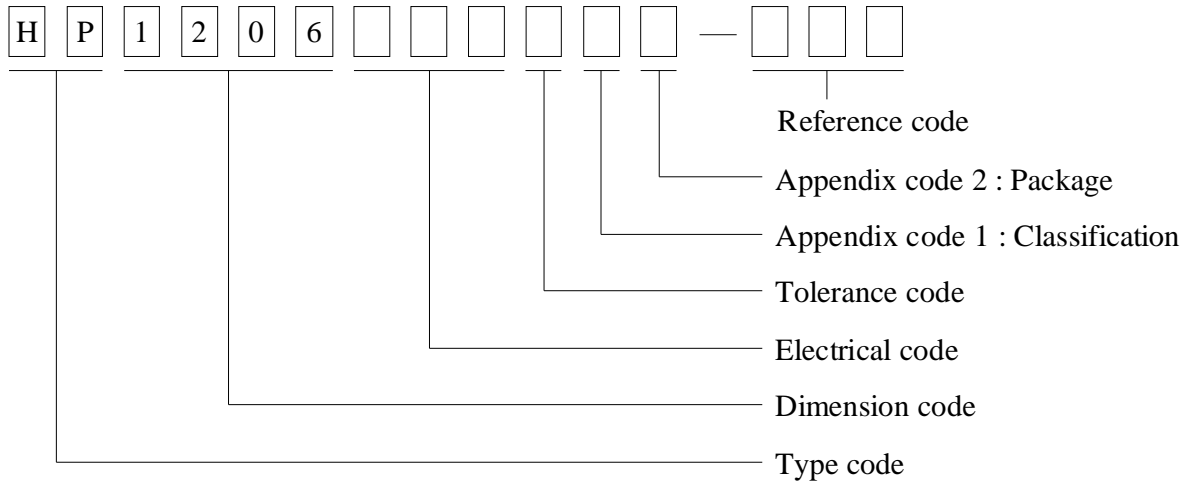 H P 1 2 0 6 —
Reference code
Appendix code 2 : Package
Appendix code 1 : Classification
Tolerance code
Electrical code
Dimension code
Type code